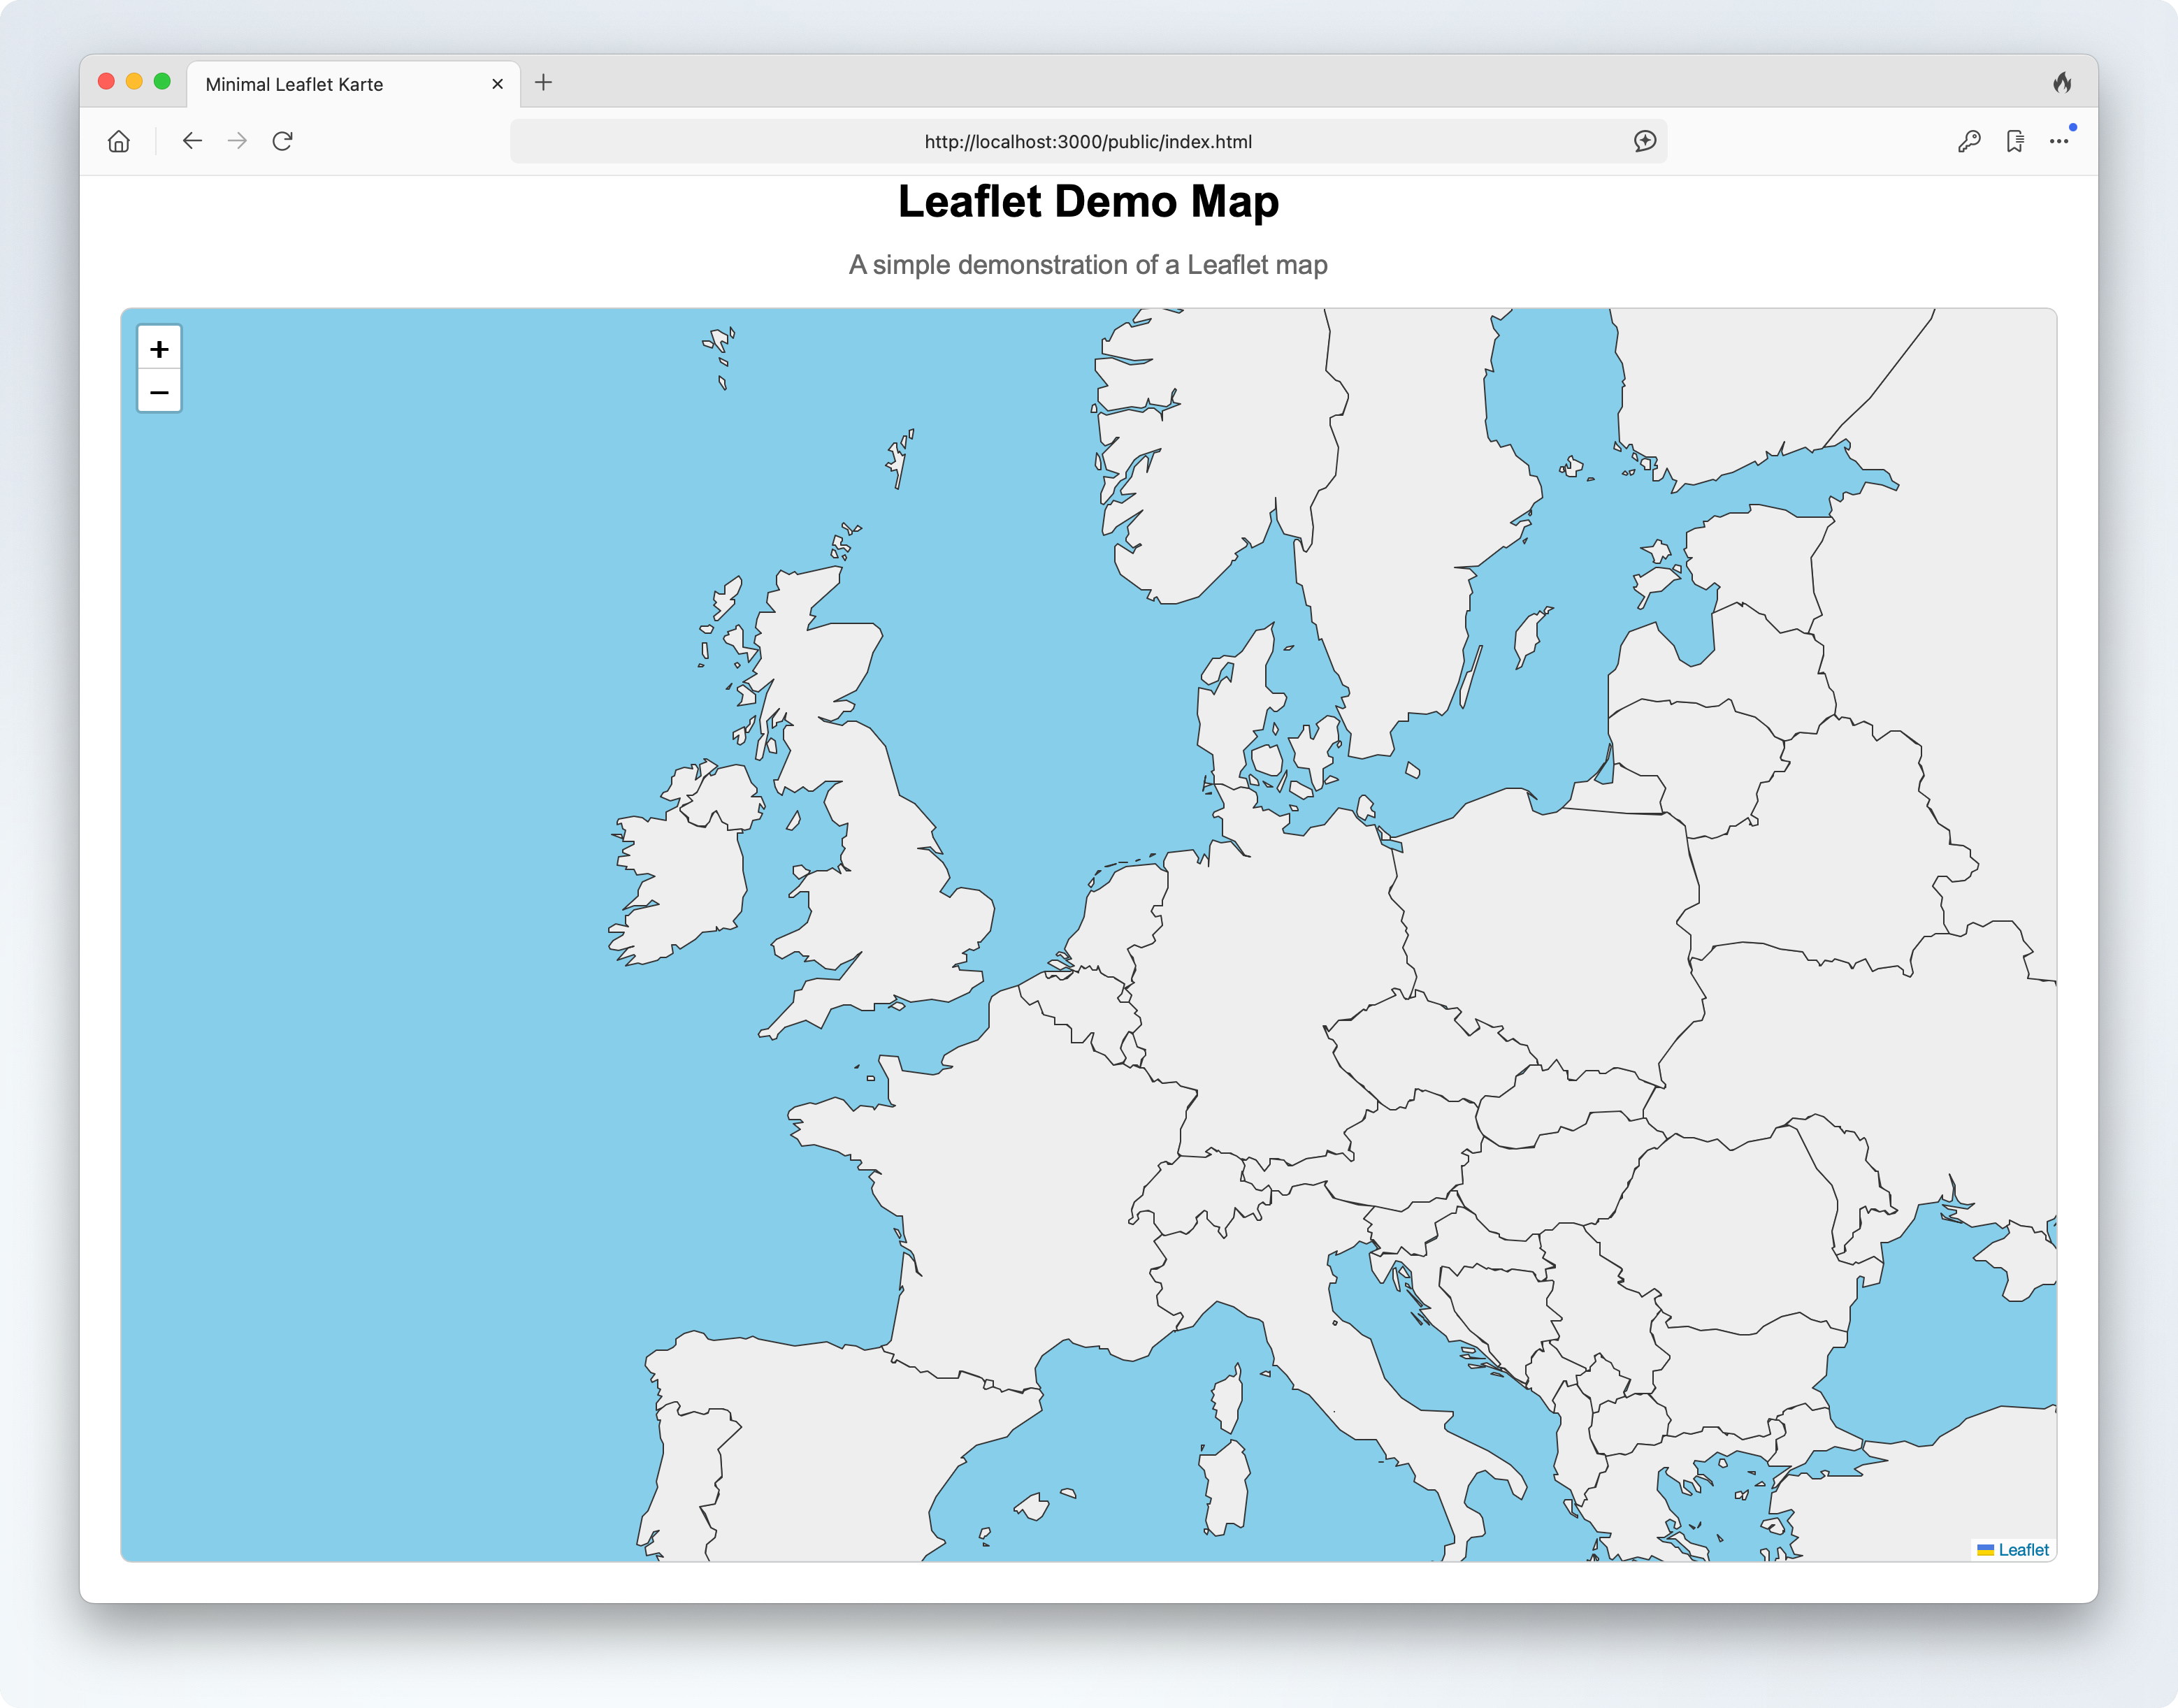 Minimal Leaflet Karte
http://localhost:3000/public/index.html
Leaflet Demo Map
A simple demonstration of a Leaflet map
+
−
Leaflet